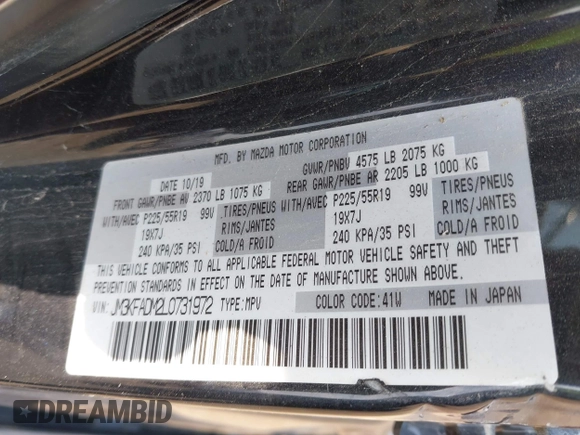 MFD. BY MAZDA MOTOR CORPORATION
DATE 10/19 GVWR/PNBV 4575 LB 2075 KG
FRONT GAWR/PNBE AV 2370 LB 1075 KG REAR GAWR/PNBE AR 2205 LB 1000 KG
WITH/AVEC P225/55R19 99V TIRES/PNEUS WITH/AVEC P225/55R19 99V TIRES/PNEUS
19X7J RIMS/JANTES 19X7J RIMS/JANTES
240 KPA/35 PSI COLD/A FROID 240 KPA/35 PSI COLD/A FROID
THIS VEHICLE CONFORMS TO ALL APPLICABLE FEDERAL MOTOR VEHICLE SAFETY AND THEFT
PREVENTION STANDARDS IN EFFECT ON THE DATE OF MANUFACTURE SHOWN ABOVE.
VIN: JM3KFADM2L0731972 TYPE:MPV COLOR CODE:41W MADE IN JAPAN
DREAMBID